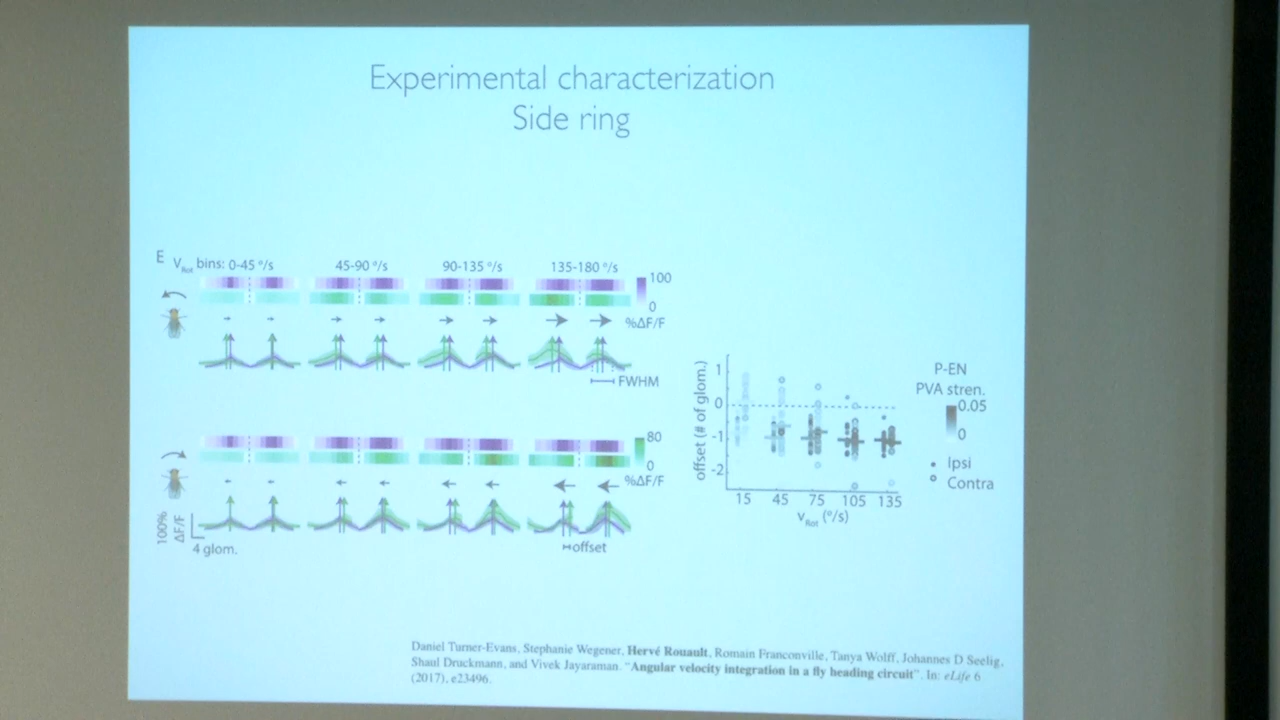 Experimental characterization
Side ring
E
VRot bins: 0-45 °/s
45-90 °/s
90-135 °/s
135-180 °/s
100
0
%ΔF/F
FWHM
80
0
%ΔF/F
100%
ΔF/F
4 glom.
offset
offset (# of glom.)
1
0
-1
-2
15 45 75 105 135
vRot (°/s)
P-EN
PVA stren.
0.05
0
Ipsi
Contra
Daniel Turner-Evans, Stephanie Wegener, Hervé Rouault, Romain Franconville, Tanya Wolff, Johannes D Seelig,
Shaul Druckmann, and Vivek Jayaraman. "Angular velocity integration in a fly heading circuit". In: eLife 6
(2017), e23496.